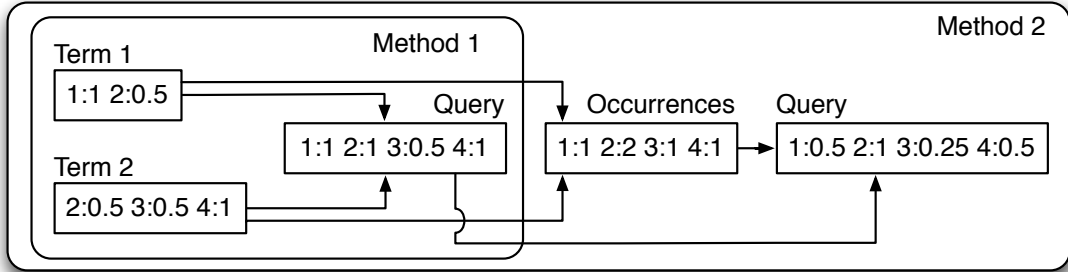 Method 2
Method 1
Term 1
1:1 2:0.5
Query
1:1 2:1 3:0.5 4:1
Occurrences
1:1 2:2 3:1 4:1
Query
1:0.5 2:1 3:0.25 4:0.5
Term 2
2:0.5 3:0.5 4:1